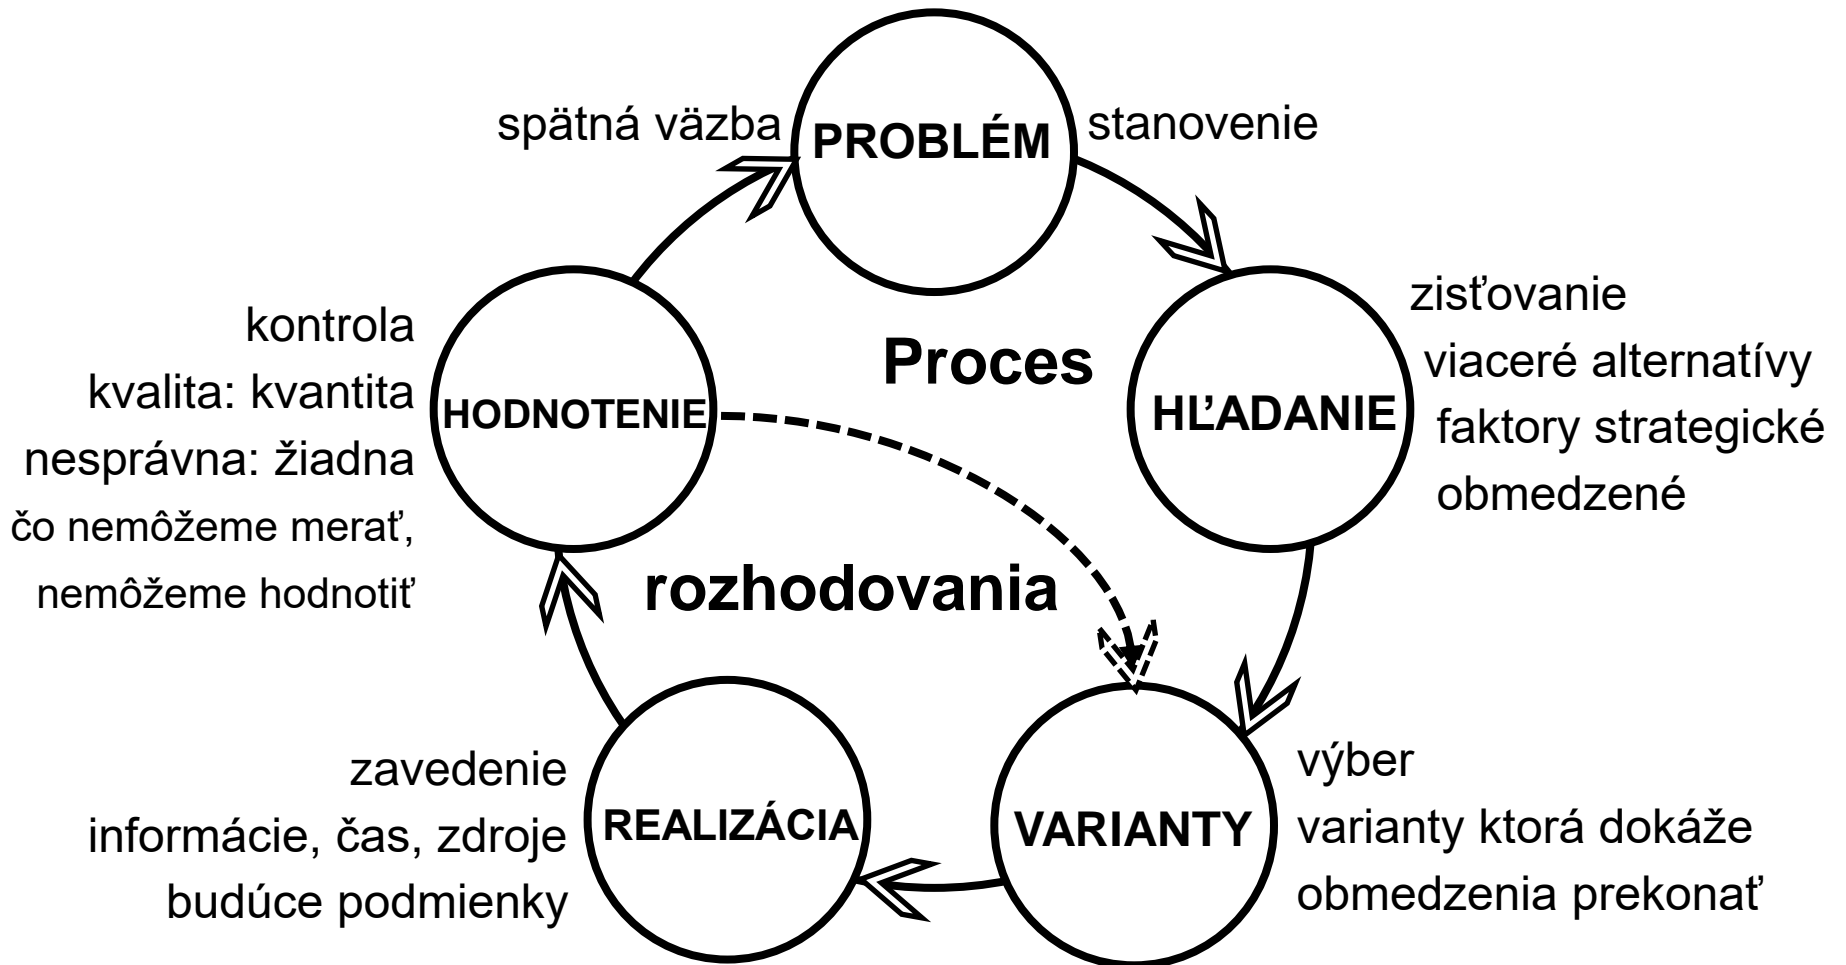 spätná väzba
PROBLÉM
stanovenie
Proces
HĽADANIE
zisťovanie
viaceré alternatívy
faktory strategické
obmedzené
kontrola
kvalita: kvantita
nesprávna: žiadna
čo nemôžeme merať,
nemôžeme hodnotiť
HODNOTENIE
rozhodovania
VARIANTY
výber
varianty ktorá dokáže
obmedzenia prekonať
zavedenie
informácie, čas, zdroje
budúce podmienky
REALIZÁCIA